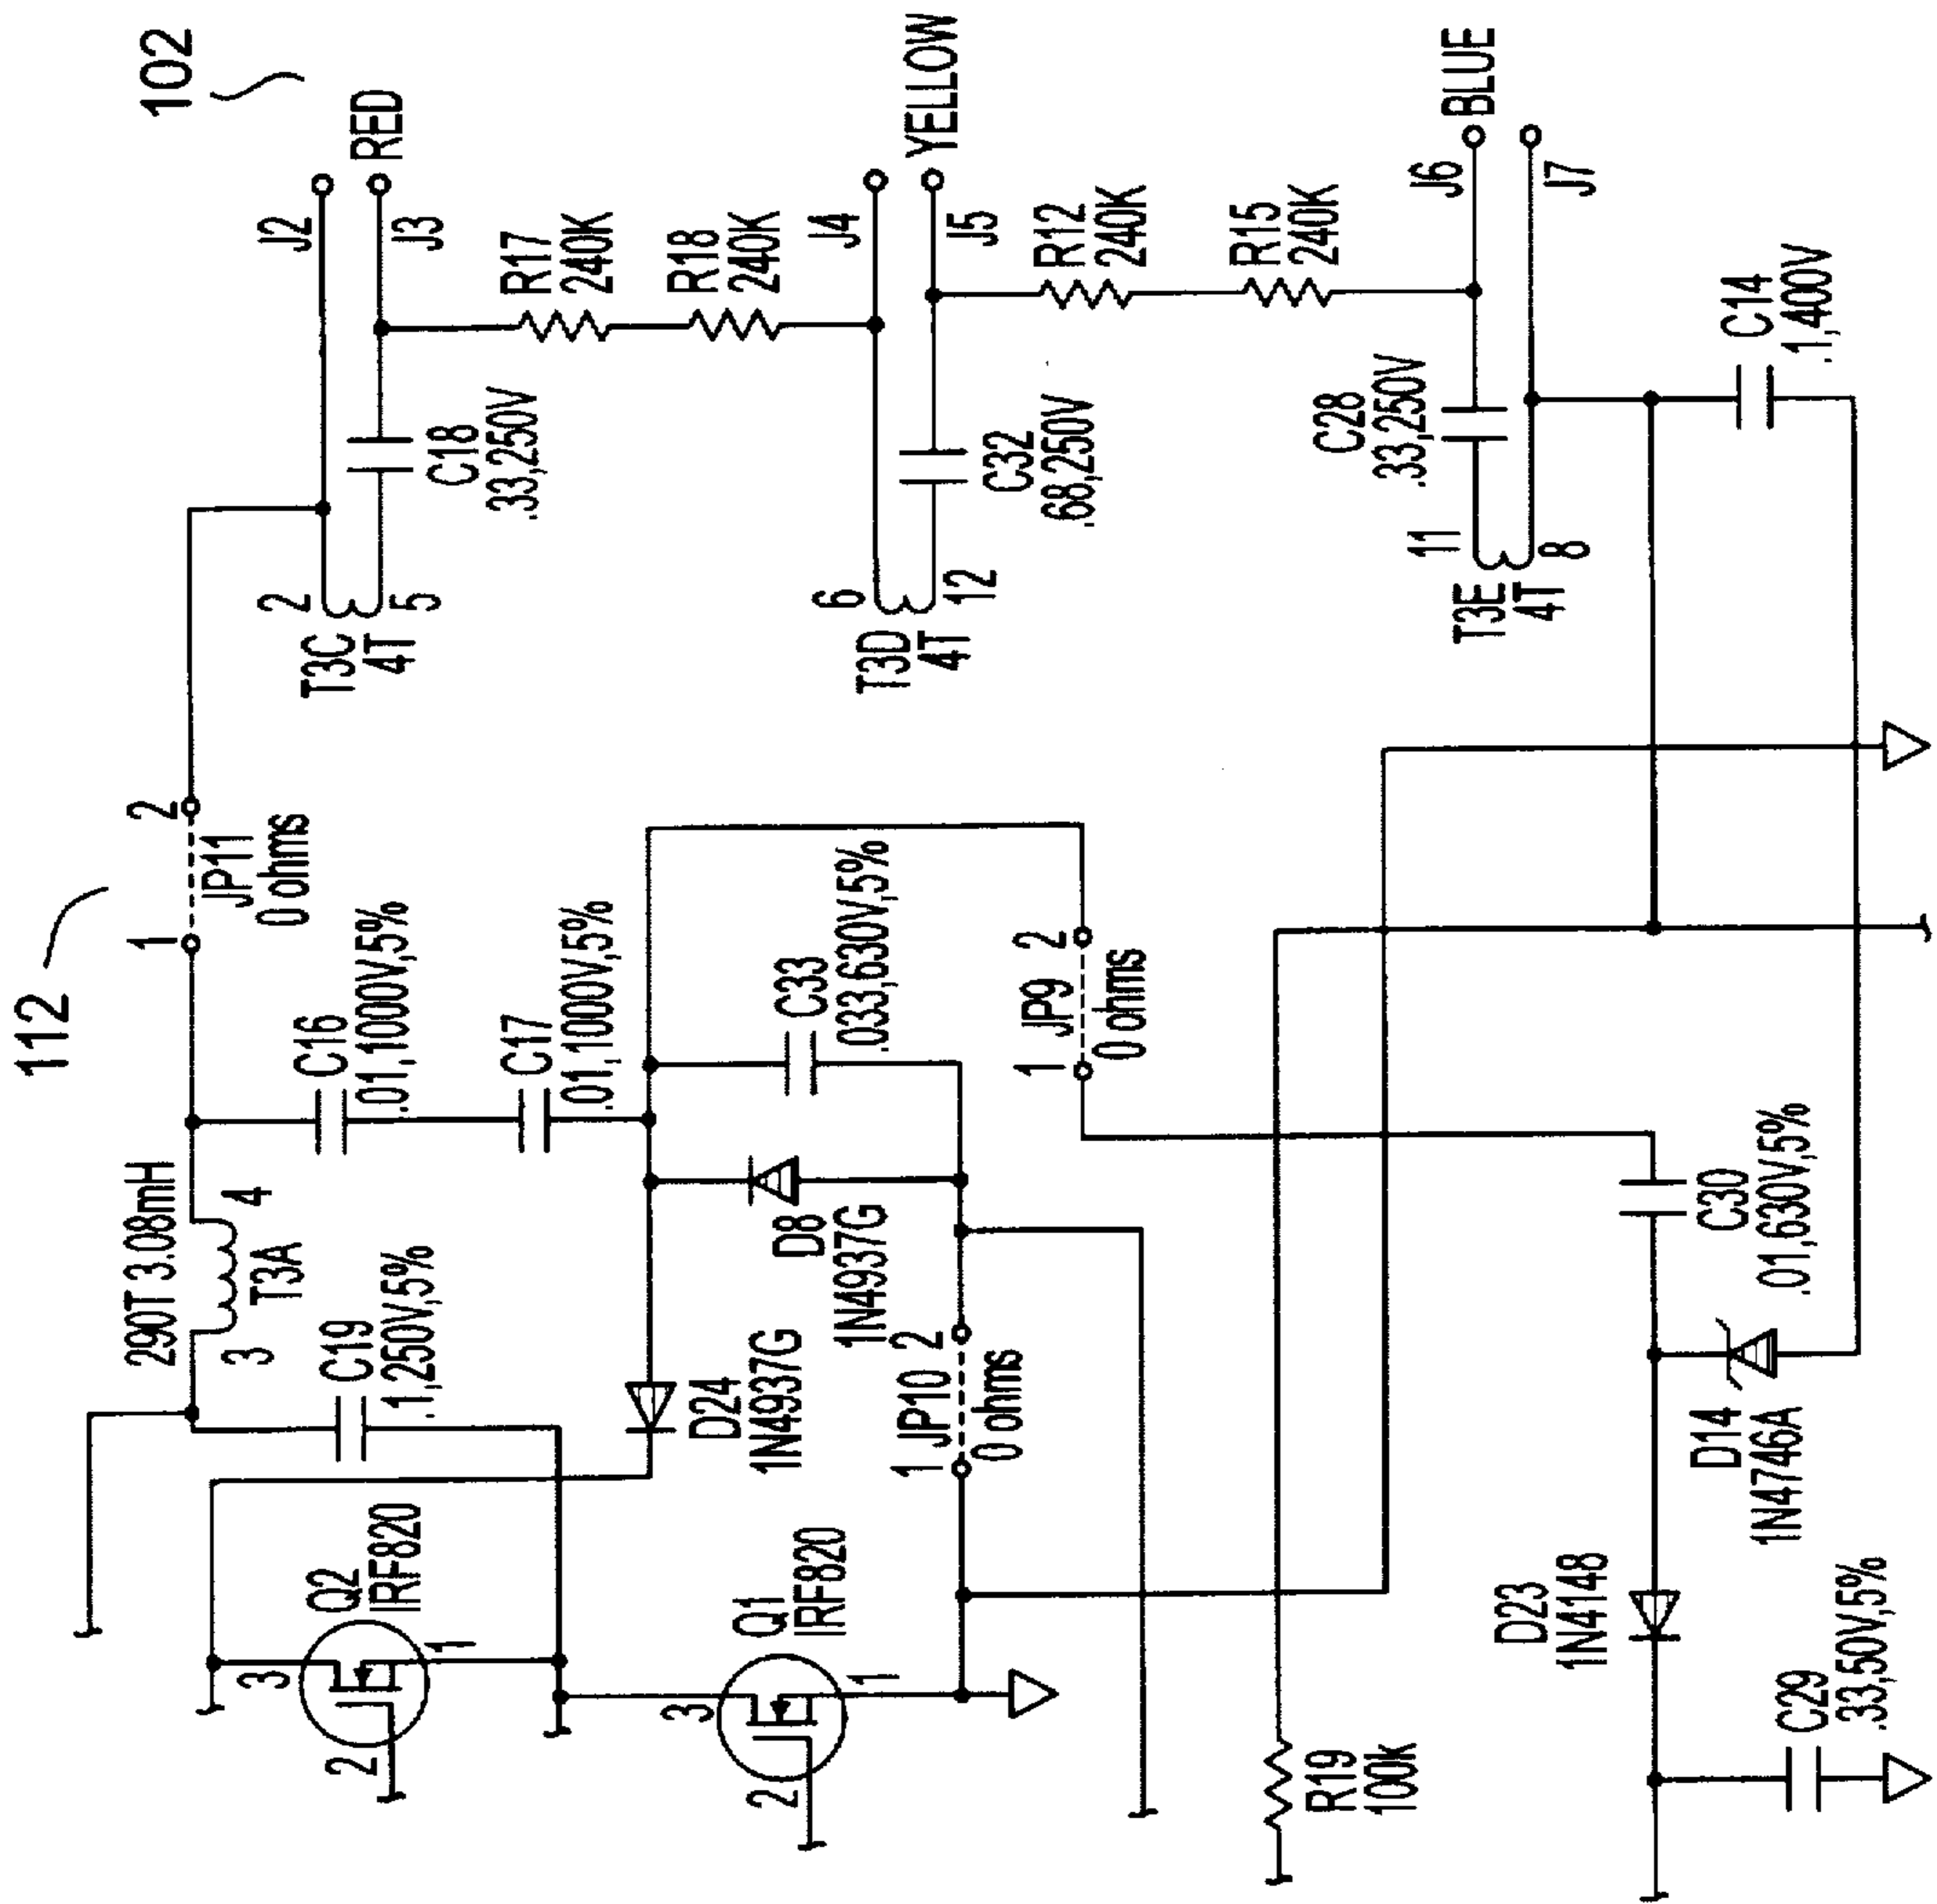 112
102
290T 3.08mH
3
4
T3A
1
2
JP11
0 ohms
C19
.1,250V,5%
C16
.01,1000V,5%
C17
.01,1000V,5%
Q2
IRF820
3
2
1
D24
1N4937G
D8
1N4937G
C33
.033,630V,5%
Q1
IRF820
3
2
1
1
JP10
2
0 ohms
1
JP9
2
0 ohms
R19
100k
D23
1N4148
C29
.33,50V,5%
D14
1N4746A
C30
.01,630V,5%
2
T3C
4T
5
J2
RED
J3
C18
.33,250V
R17
240K
R18
240K
6
T3D
4T
12
J4
YELLOW
J5
C32
.68,250V
R12
240K
R15
240K
C28
.33,250V
11
T3E
4T
8
J6
BLUE
J7
C14
.1,400V